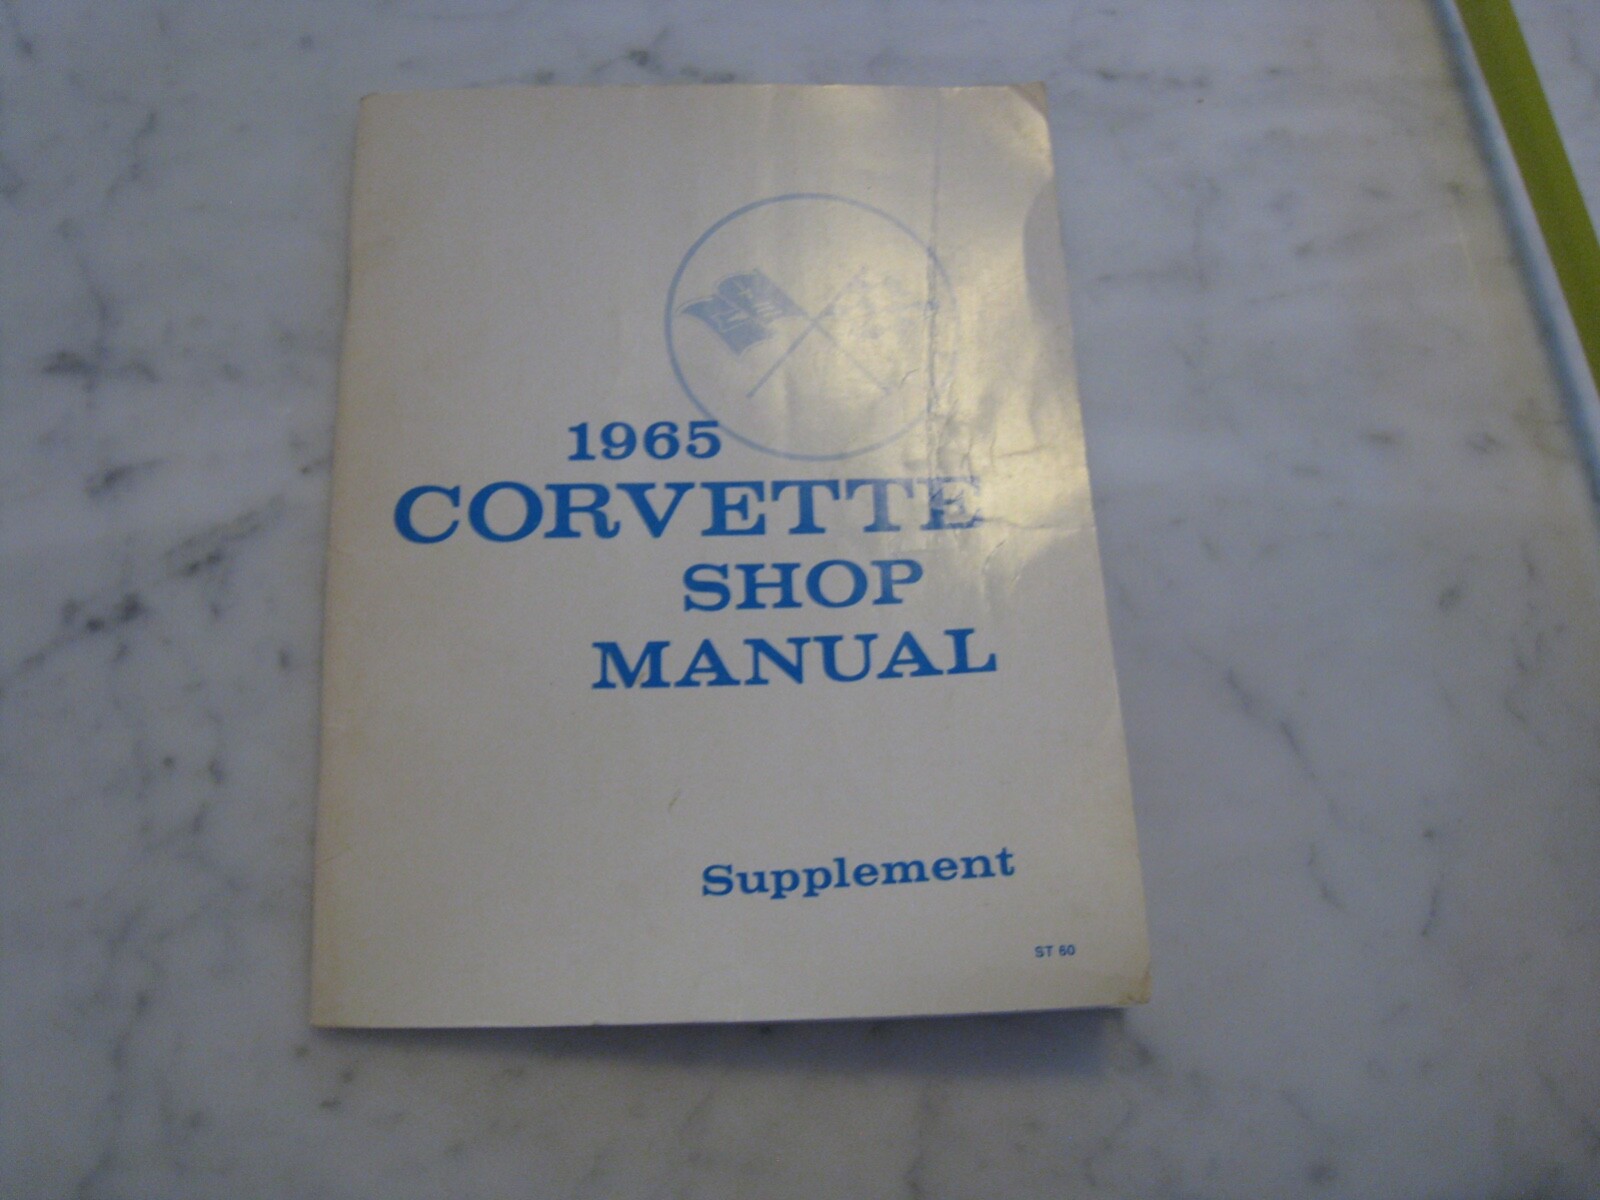 1965
CORVETTE
SHOP
MANUAL
Supplement
ST 60